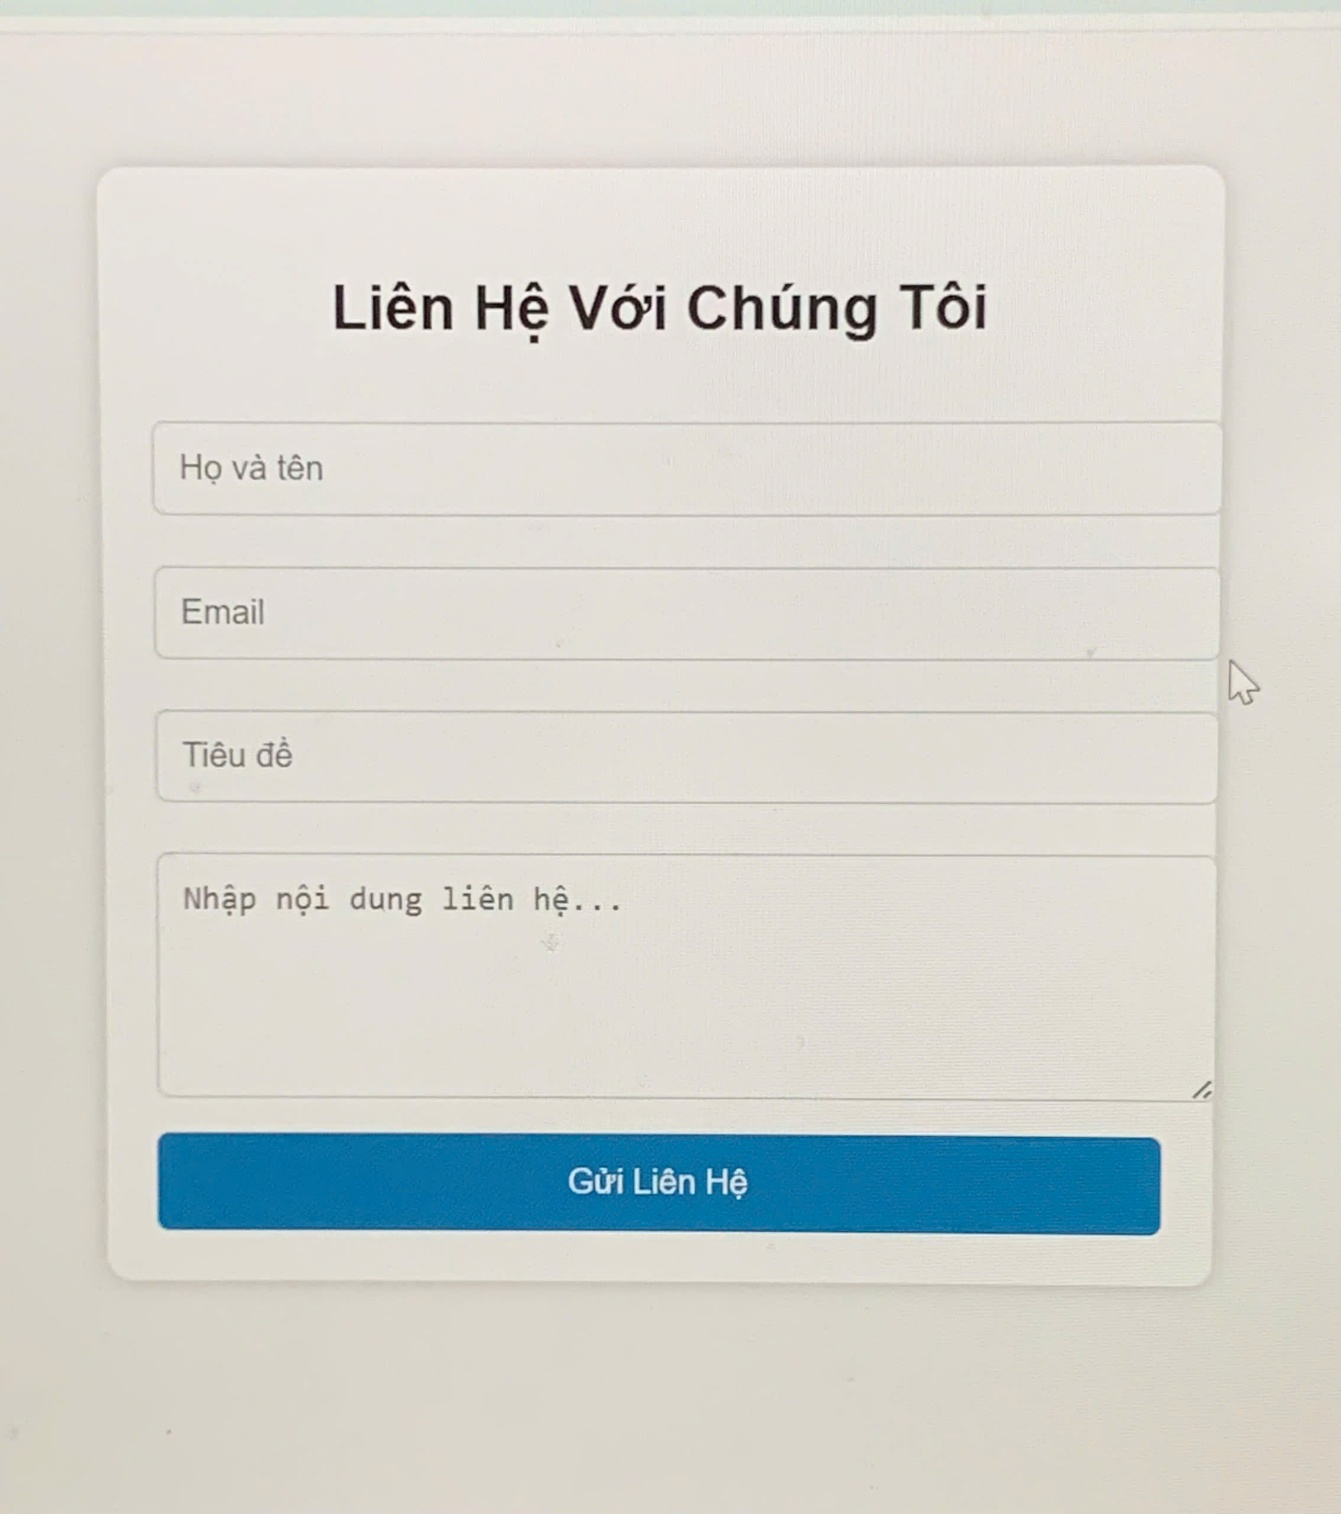 Liên Hệ Với Chúng Tôi
Họ và tên
Email
Tiêu đề
Nhập nội dung liên hệ...
Gửi Liên Hệ